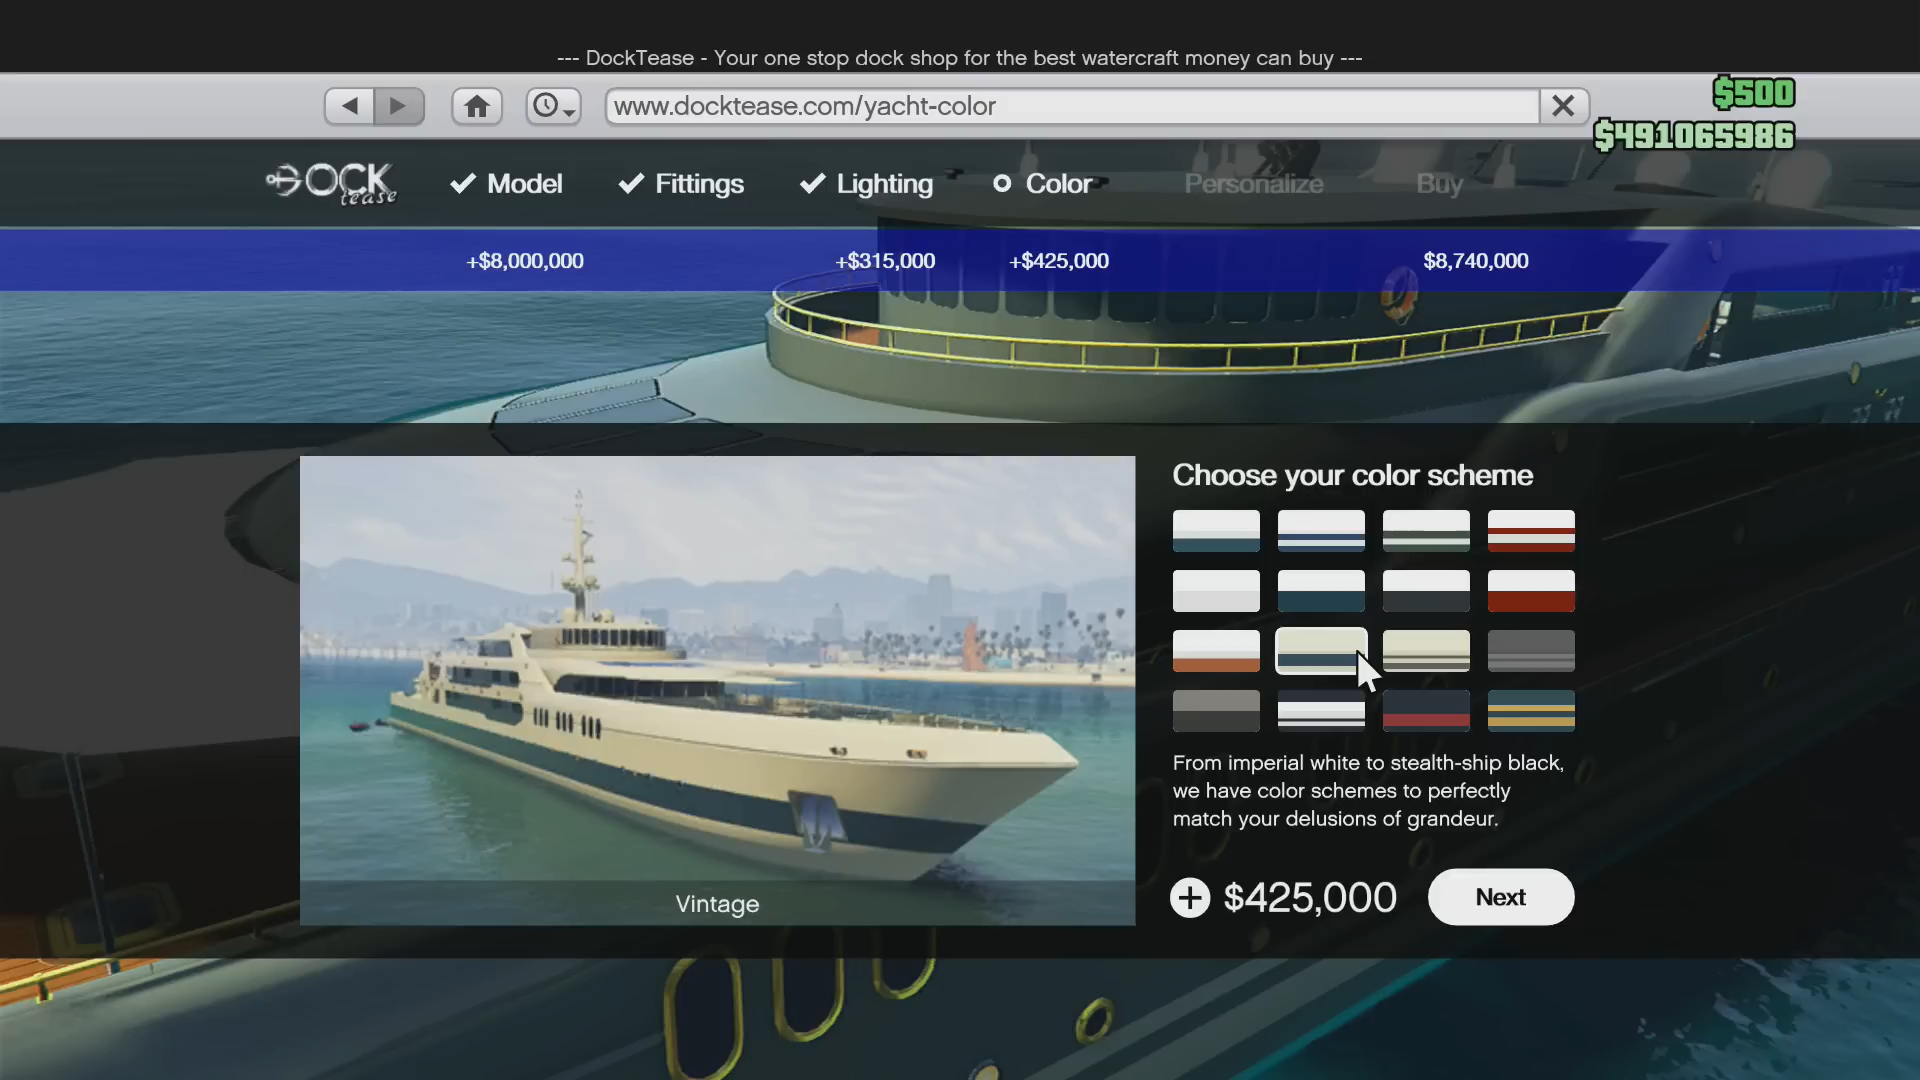 --- DockTease - Your one stop dock shop for the best watercraft money can buy ---
www.docktease.com/yacht-color
$500
$491065986
DOCK tease
Model
Fittings
Lighting
Color
Personalize
Buy
+$8,000,000
+$315,000
+$425,000
$8,740,000
Choose your color scheme
From imperial white to stealth-ship black,
we have color schemes to perfectly
match your delusions of grandeur.
Vintage
$425,000
Next